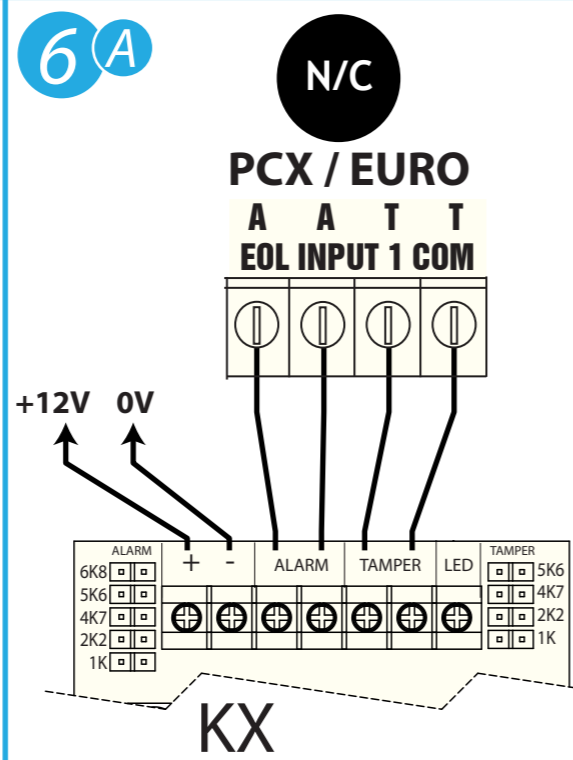 6 A
N/C
PCX / EURO
A A T T
EOL INPUT 1 COM
+12V 0V
ALARM + - ALARM TAMPER LED TAMPER
6K8 5K6
5K6 4K7
4K7 2K2
2K2 1K
1K
KX